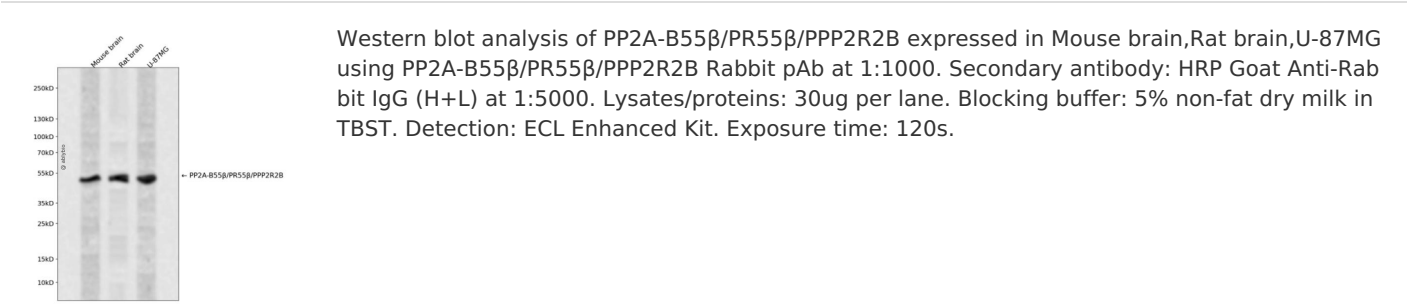 Mouse brain
Rat brain
U-87MG
250kD
130kD
100kD
70kD
55kD
35kD
25kD
15kD
10kD
← PP2A-B55β/PR55β/PPP2R2B
Western blot analysis of PP2A-B55β/PR55β/PPP2R2B expressed in Mouse brain,Rat brain,U-87MG
using PP2A-B55β/PR55β/PPP2R2B Rabbit pAb at 1:1000. Secondary antibody: HRP Goat Anti-Rab
bit IgG (H+L) at 1:5000. Lysates/proteins: 30ug per lane. Blocking buffer: 5% non-fat dry milk in
TBST. Detection: ECL Enhanced Kit. Exposure time: 120s.